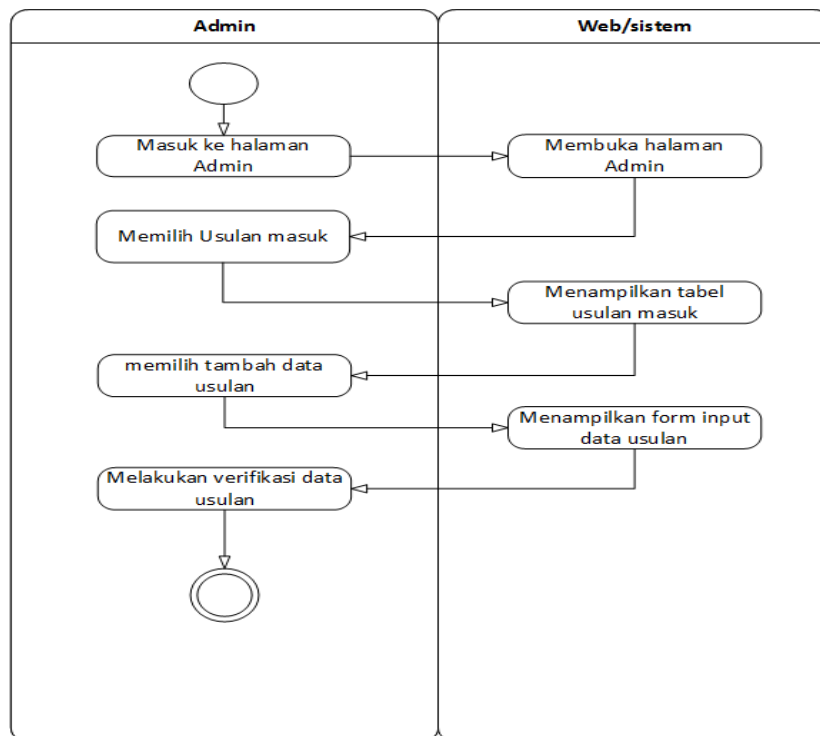 Admin
Web/sistem
Masuk ke halaman
Admin
Membuka halaman
Admin
Memilih Usulan masuk
Menampilkan tabel
usulan masuk
memilih tambah data
usulan
Menampilkan form input
data usulan
Melakukan verifikasi data
usulan